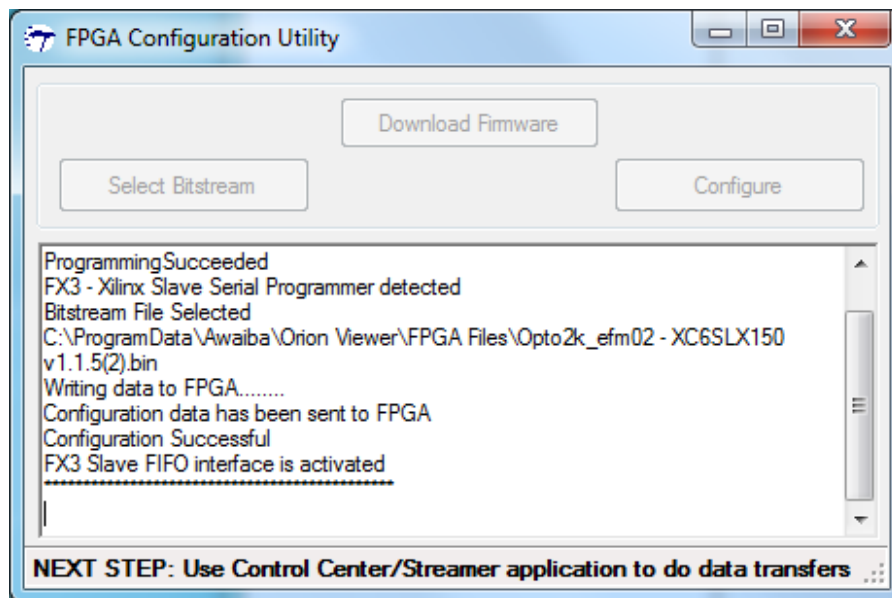 FPGA Configuration Utility
Download Firmware
Select Bitstream
Configure
ProgrammingSucceeded
FX3 - Xilinx Slave Serial Programmer detected
Bitstream File Selected
C:\ProgramData\Awaiba\Orion Viewer\FPGA Files\Opto2k_efm02 - XC6SLX150
v1.1.5(2).bin
Writing data to FPGA........
Configuration data has been sent to FPGA
Configuration Successful
FX3 Slave FIFO interface is activated
*********************************************
NEXT STEP: Use Control Center/Streamer application to do data transfers